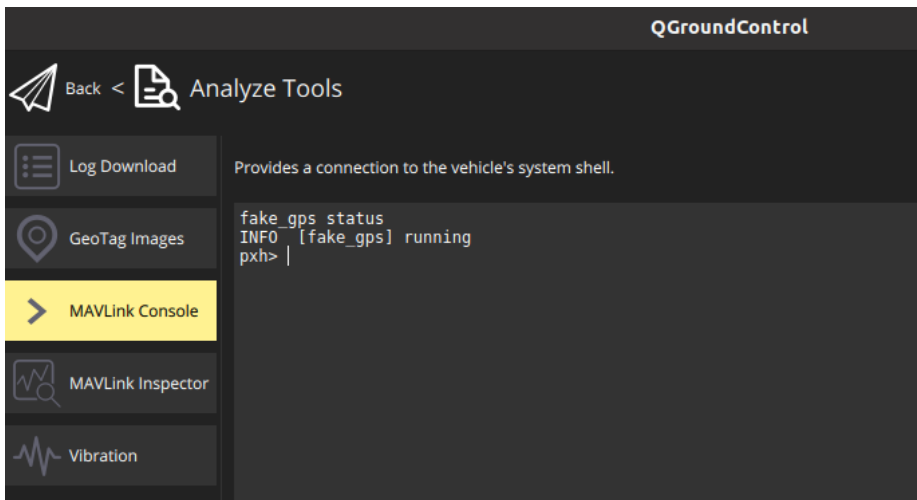 QGroundControl
Back < Analyze Tools
Log Download
GeoTag Images
MAVLink Console
MAVLink Inspector
Vibration
Provides a connection to the vehicle's system shell.
fake_gps status
INFO  [fake_gps] running
pxh>